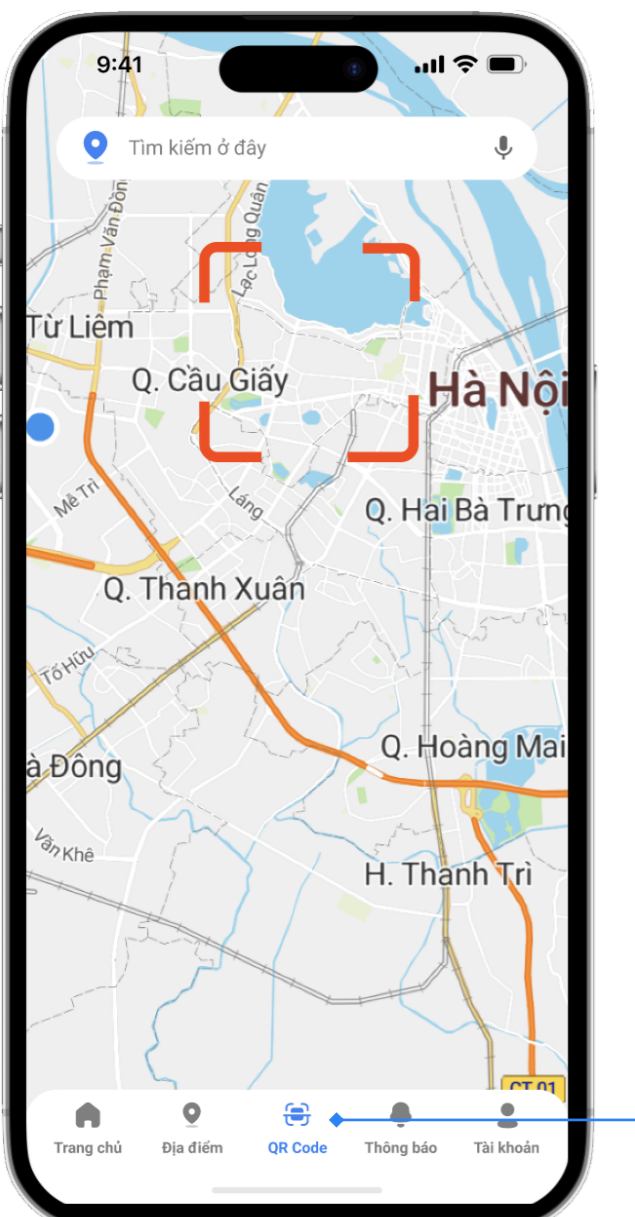 9:41
Tìm kiếm ở đây
Phạm Văn Đồng
Lạc Long Quân
Từ Liêm
Q. Cầu Giấy
Hà Nội
Mễ Trì
Láng
Q. Hai Bà Trưng
Q. Thanh Xuân
Tố Hữu
Q. Hoàng Mai
à Đông
Văn Khê
H. Thanh Trì
CT.01
Trang chủ
Địa điểm
QR Code
Thông báo
Tài khoản